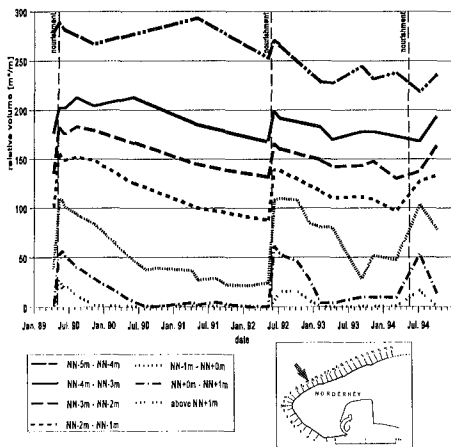 nourishment
nourishment
nourishment
relative volume [m³/m]
350
300
250
200
150
100
50
0
Jan. 89
Jul. 89
Jan. 90
Jul. 90
Jan. 91
Jul. 91
Jan. 92
Jul. 92
Jan. 93
Jul. 93
Jan. 94
Jul. 94
date
NN-5m - NN-4m
NN-4m - NN-3m
NN-3m - NN-2m
NN-2m - NN-1m
NN-1m - NN+0m
NN+0m - NN+1m
above NN+1m
NORDERNEY